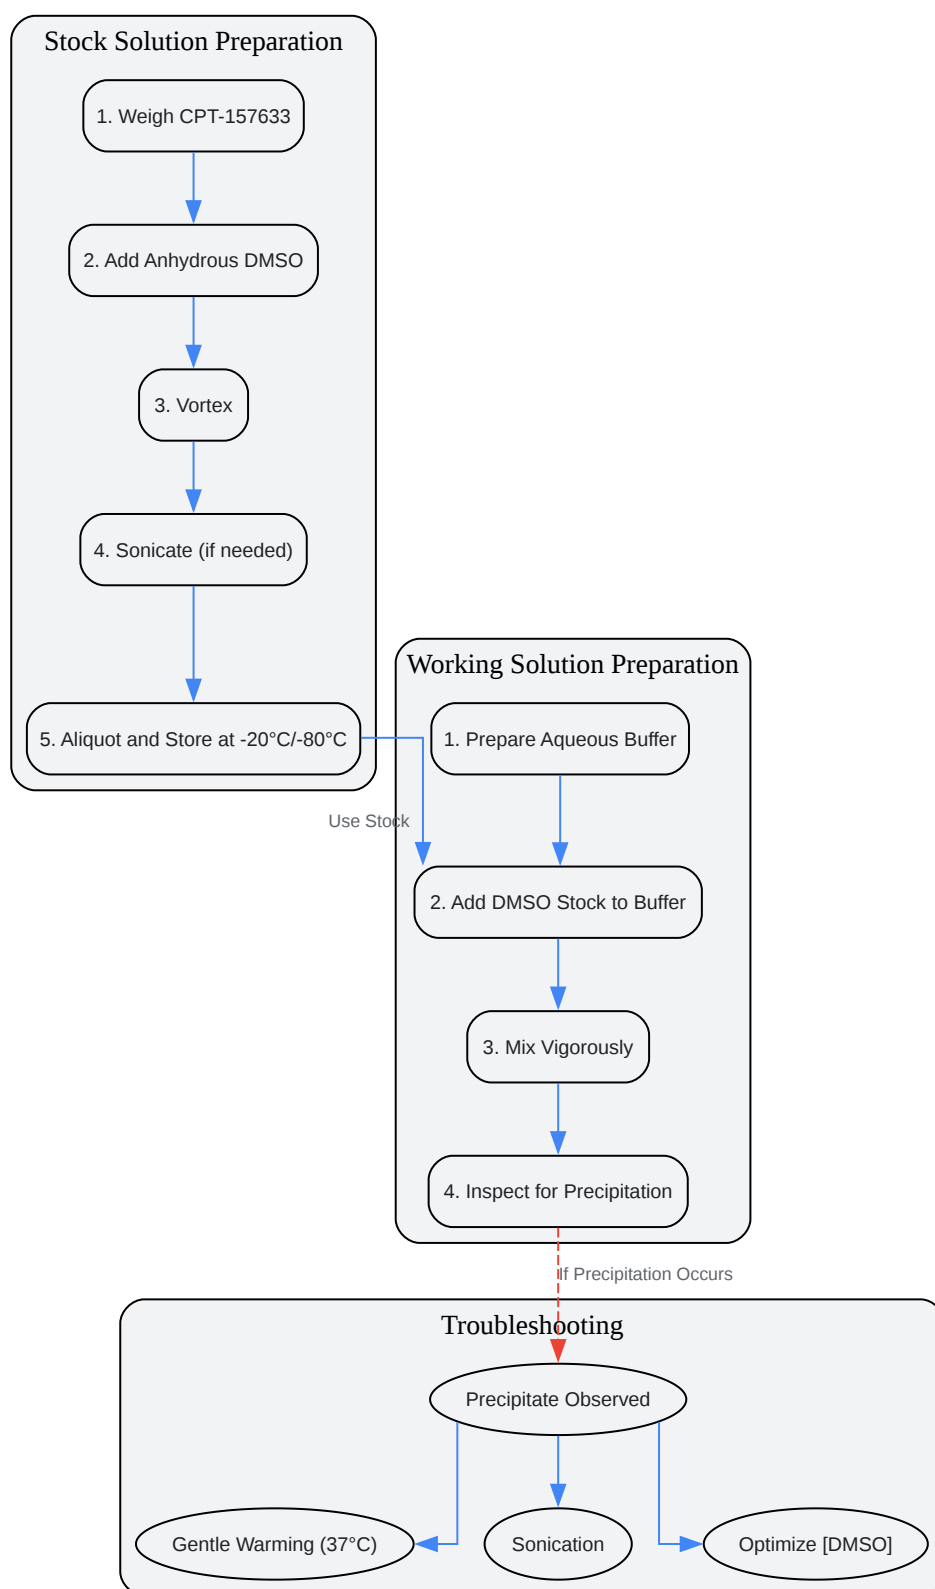 Stock Solution Preparation
1. Weigh CPT-157633
2. Add Anhydrous DMSO
3. Vortex
4. Sonicate (if needed)
5. Aliquot and Store at -20°C/-80°C
Use Stock
Working Solution Preparation
1. Prepare Aqueous Buffer
2. Add DMSO Stock to Buffer
3. Mix Vigorously
4. Inspect for Precipitation
If Precipitation Occurs
Troubleshooting
Precipitate Observed
Gentle Warming (37°C)
Sonication
Optimize [DMSO]